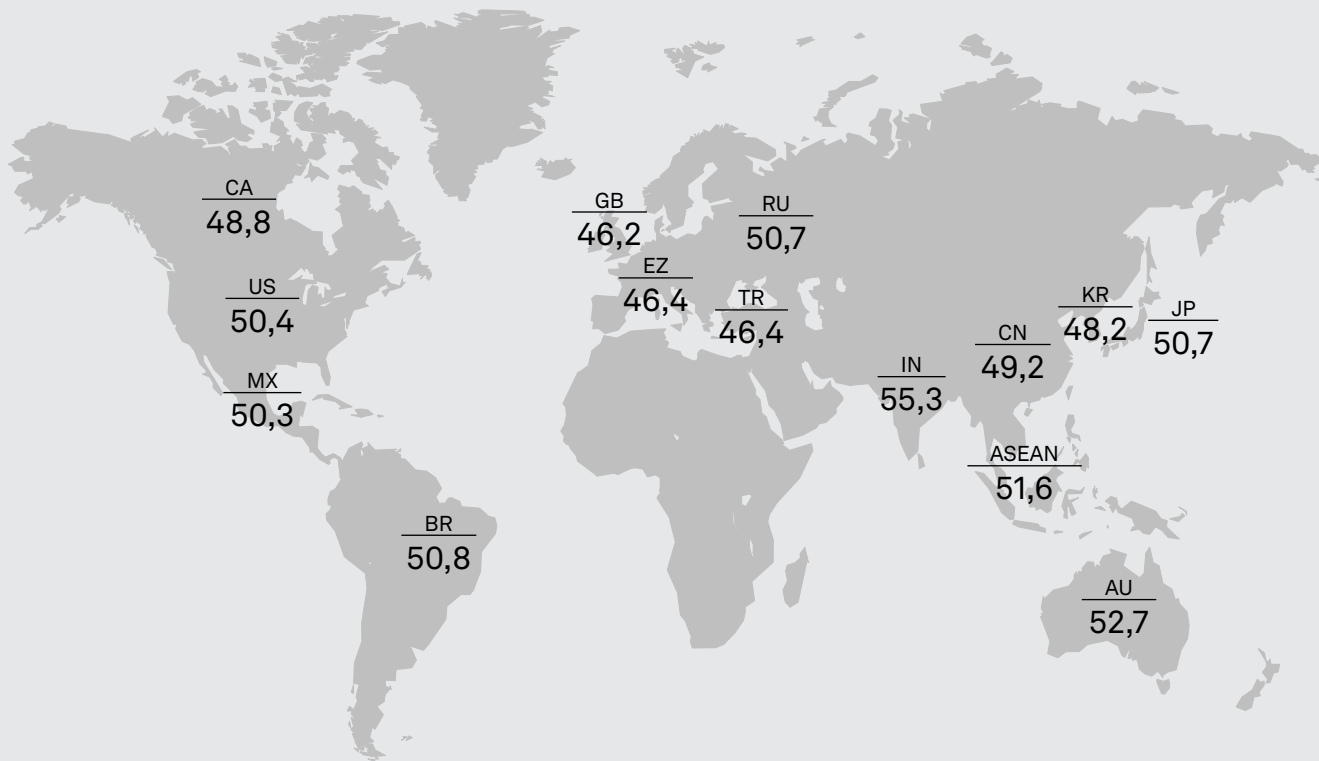 CA
48,8
GB
46,2
RU
50,7
EZ
46,4
US
50,4
TR
46,4
KR
48,2
JP
50,7
CN
49,2
IN
55,3
MX
50,3
ASEAN
51,6
BR
50,8
AU
52,7